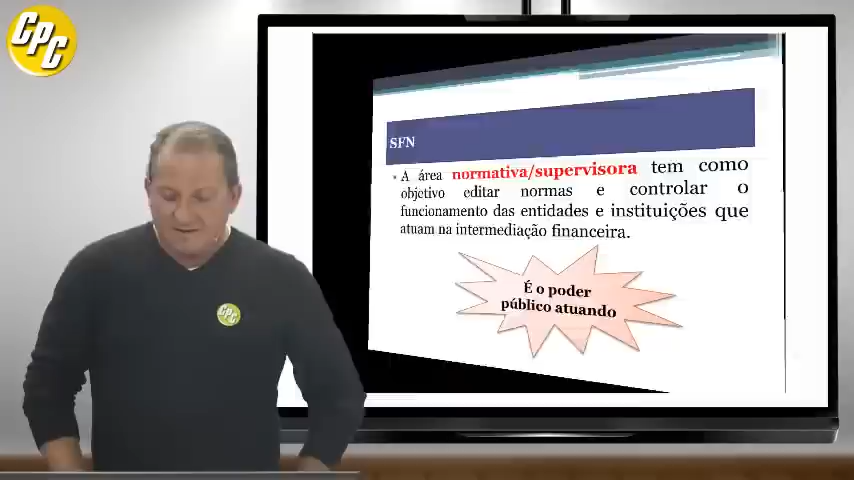 CPC
SFN
A área normativa/supervisora tem como
objetivo editar normas e controlar o
funcionamento das entidades e instituições que
atuam na intermediação financeira.
É o poder
público atuando
CPC